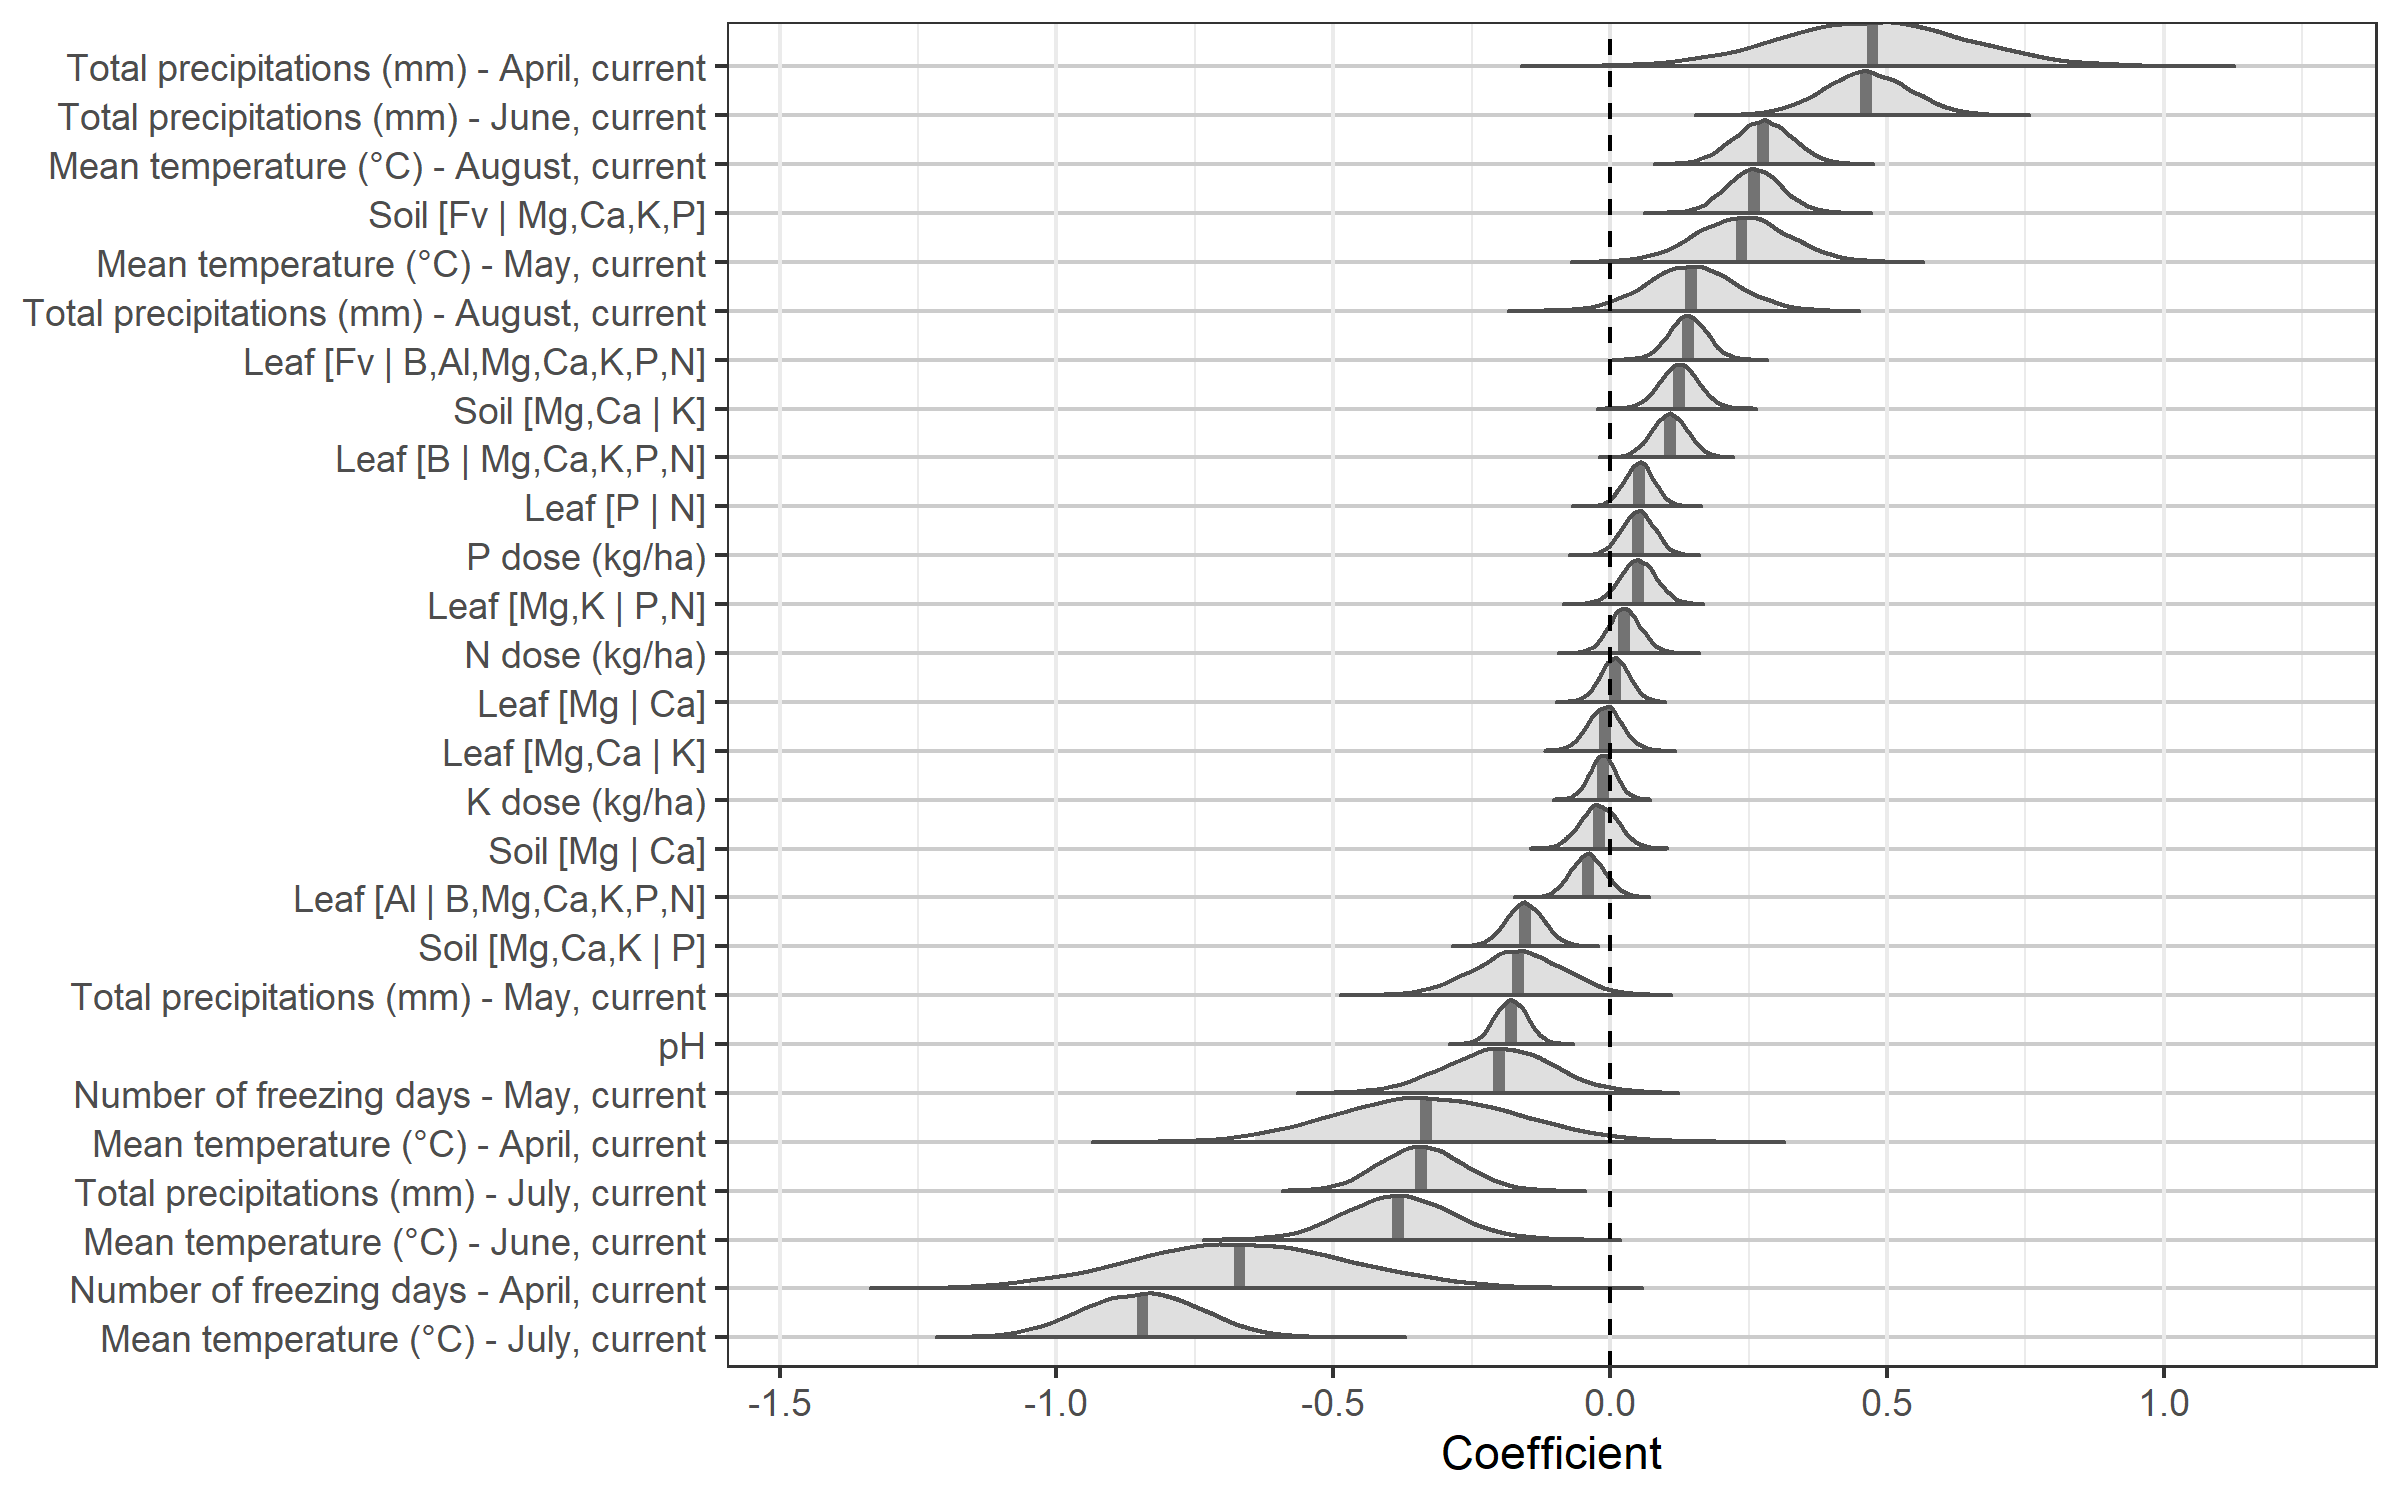 Total precipitations (mm) - April, current
Total precipitations (mm) - June, current
Mean temperature (°C) - August, current
Soil [Fv | Mg,Ca,K,P]
Mean temperature (°C) - May, current
Total precipitations (mm) - August, current
Leaf [Fv | B,Al,Mg,Ca,K,P,N]
Soil [Mg,Ca | K]
Leaf [B | Mg,Ca,K,P,N]
Leaf [P | N]
P dose (kg/ha)
Leaf [Mg,K | P,N]
N dose (kg/ha)
Leaf [Mg | Ca]
Leaf [Mg,Ca | K]
K dose (kg/ha)
Soil [Mg | Ca]
Leaf [Al | B,Mg,Ca,K,P,N]
Soil [Mg,Ca,K | P]
Total precipitations (mm) - May, current
pH
Number of freezing days - May, current
Mean temperature (°C) - April, current
Total precipitations (mm) - July, current
Mean temperature (°C) - June, current
Number of freezing days - April, current
Mean temperature (°C) - July, current
-1.5 -1.0 -0.5 0.0 0.5 1.0
Coefficient